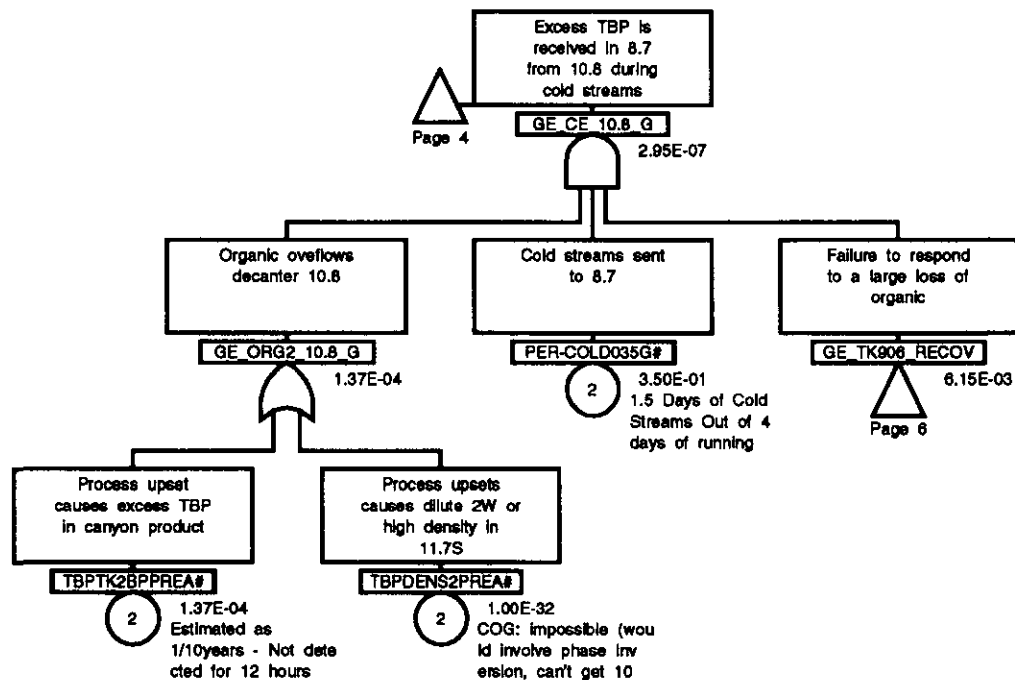 Excess TBP is
received in 8.7
from 10.8 during
cold streams
Page 4
GE_CE_10.8_G
2.95E-07
Organic oveflows
decanter 10.8
GE_ORG2_10.8_G
1.37E-04
Cold streams sent
to 8.7
PER-COLD035G#
2
3.50E-01
1.5 Days of Cold
Streams Out of 4
days of running
Failure to respond
to a large loss of
organic
GE_TK906_RECOV
6.15E-03
Page 6
Process upset
causes excess TBP
in canyon product
TBPTK2BPPREA#
2
1.37E-04
Estimated as
1/10years - Not dete
cted for 12 hours
Process upsets
causes dilute 2W or
high density in
11.7S
TBPDENS2PREA#
2
1.00E-32
COG: impossible (wou
ld involve phase inv
ersion, can't get 10